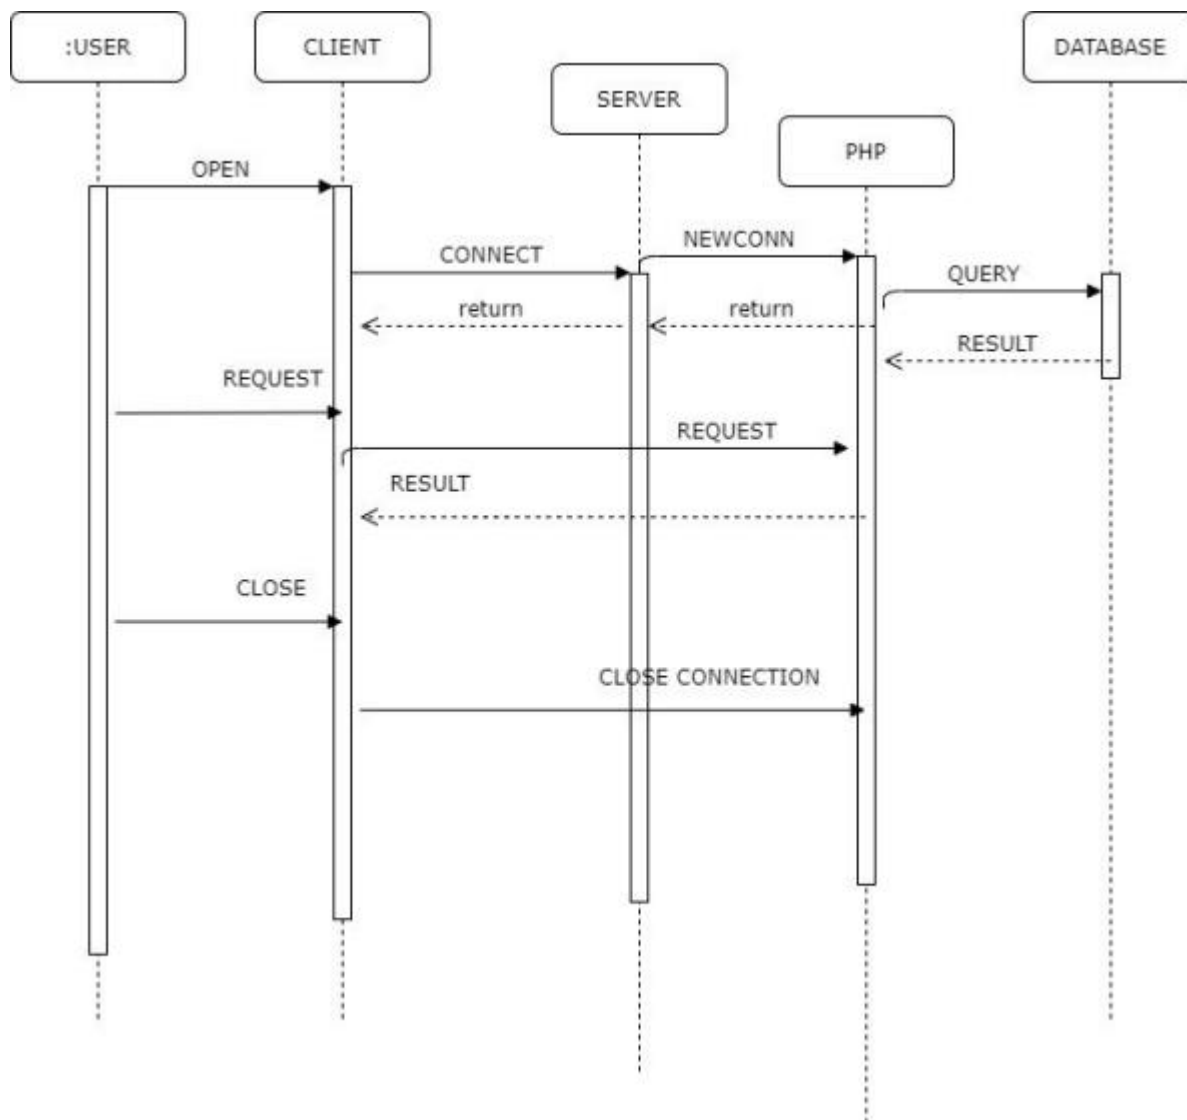 :USER
CLIENT
DATABASE
SERVER
PHP
OPEN
NEWCONN
CONNECT
QUERY
return
return
RESULT
REQUEST
REQUEST
RESULT
CLOSE
CLOSE CONNECTION